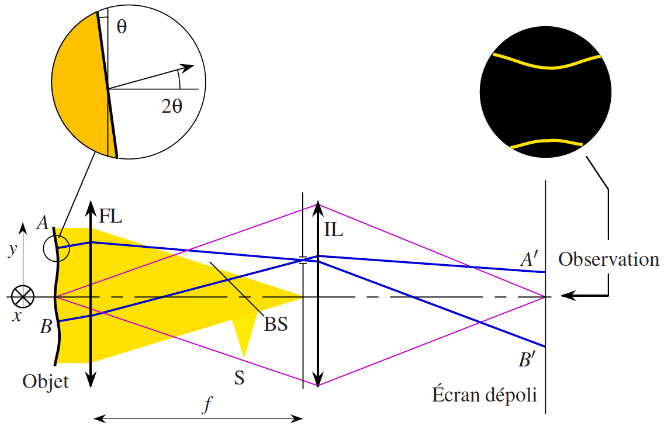 θ
2θ
A
FL
IL
y
A′
Observation
x
B
BS
B′
Objet
S
Écran dépoli
f